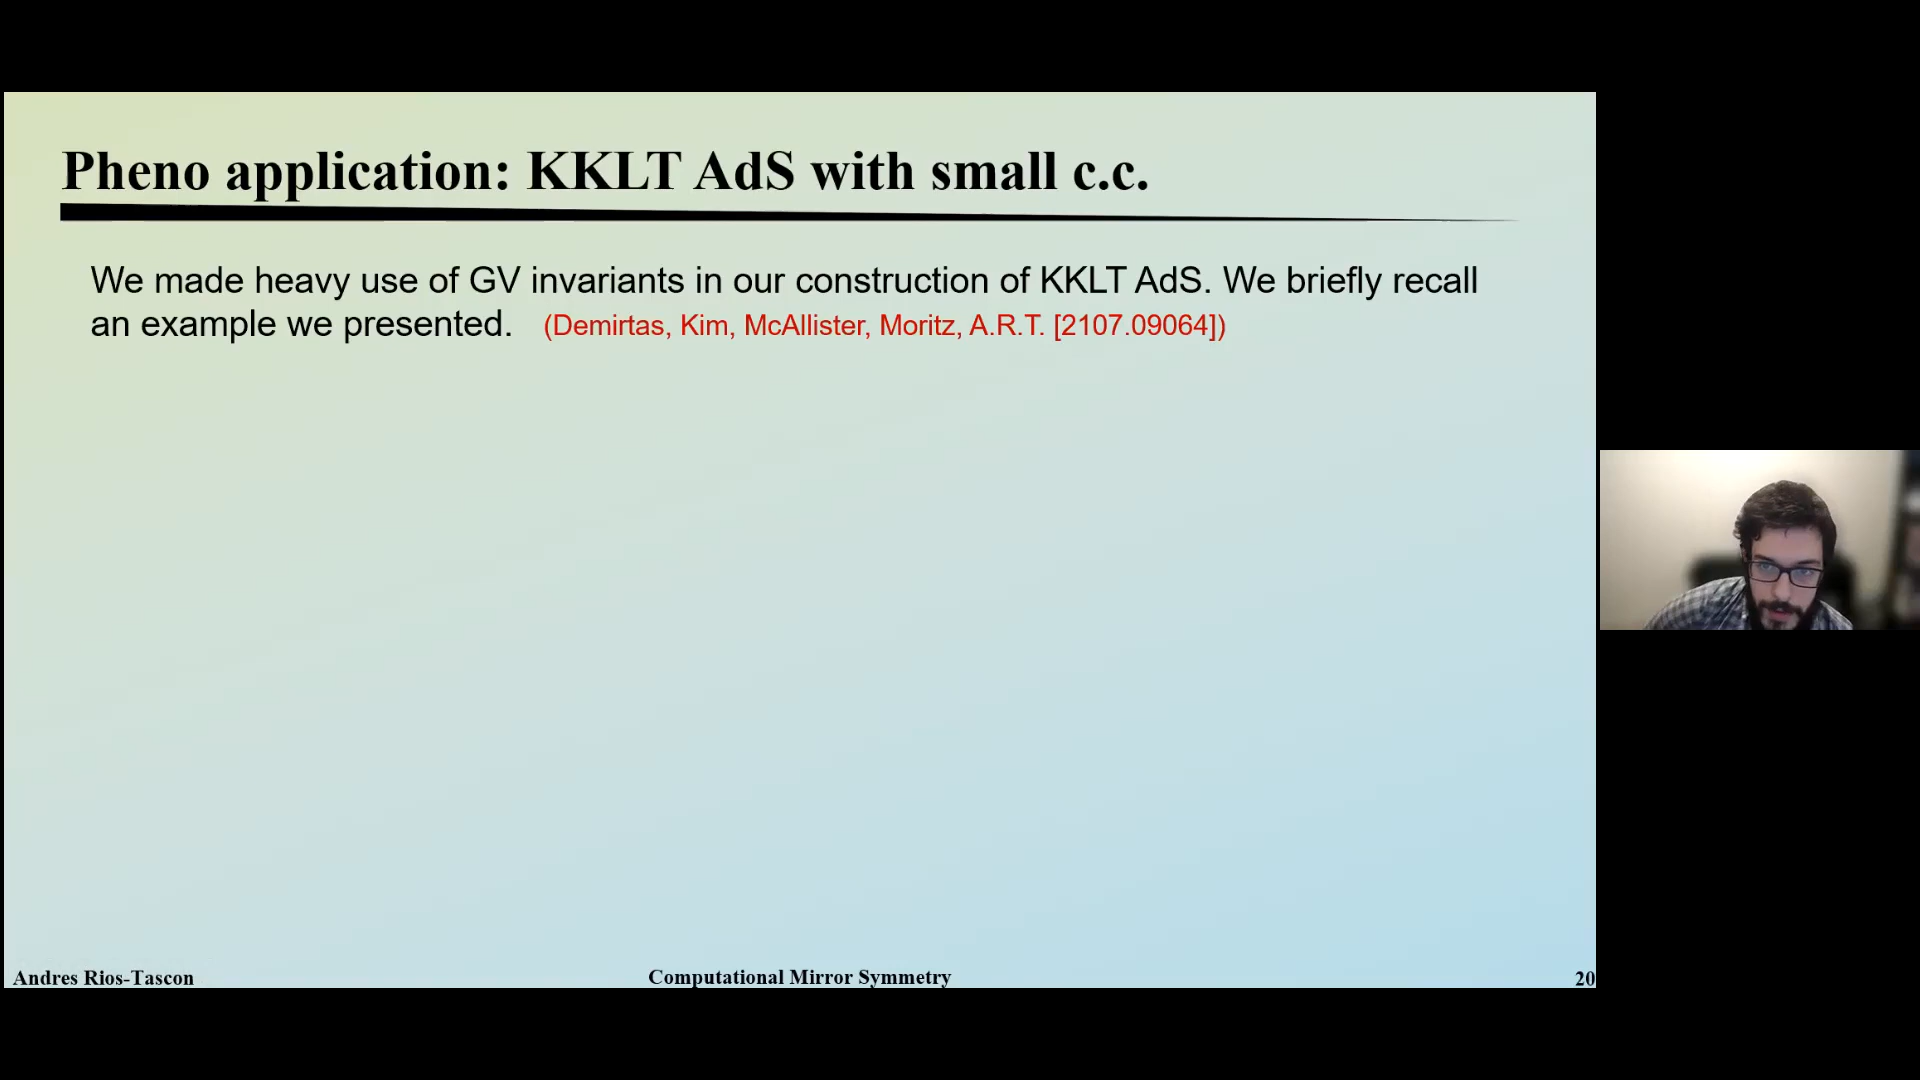 Pheno application: KKLT AdS with small c.c.
We made heavy use of GV invariants in our construction of KKLT AdS. We briefly recall
an example we presented. (Demirtas, Kim, McAllister, Moritz, A.R.T. [2107.09064])
Andres Rios-Tascon Computational Mirror Symmetry 20